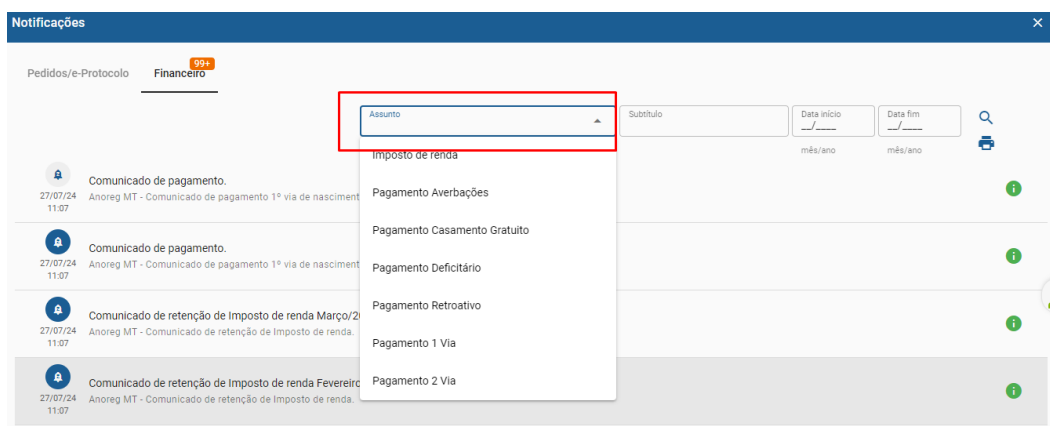 Notificações
Pedidos/e-Protocolo
Financeiro
99+
Assunto
Subtítulo
Data início
__/____
mês/ano
Data fim
__/____
mês/ano
Imposto de renda
Pagamento Averbações
Pagamento Casamento Gratuito
Pagamento Deficitário
Pagamento Retroativo
Pagamento 1 Via
Pagamento 2 Via
27/07/24
11:07
Comunicado de pagamento.
Anoreg MT - Comunicado de pagamento 1º via de nasciment
27/07/24
11:07
Comunicado de pagamento.
Anoreg MT - Comunicado de pagamento 1º via de nasciment
27/07/24
11:07
Comunicado de retenção de Imposto de renda Março/2
Anoreg MT - Comunicado de retenção de Imposto de renda.
27/07/24
11:07
Comunicado de retenção de Imposto de renda Fevereiro
Anoreg MT - Comunicado de retenção de Imposto de renda.